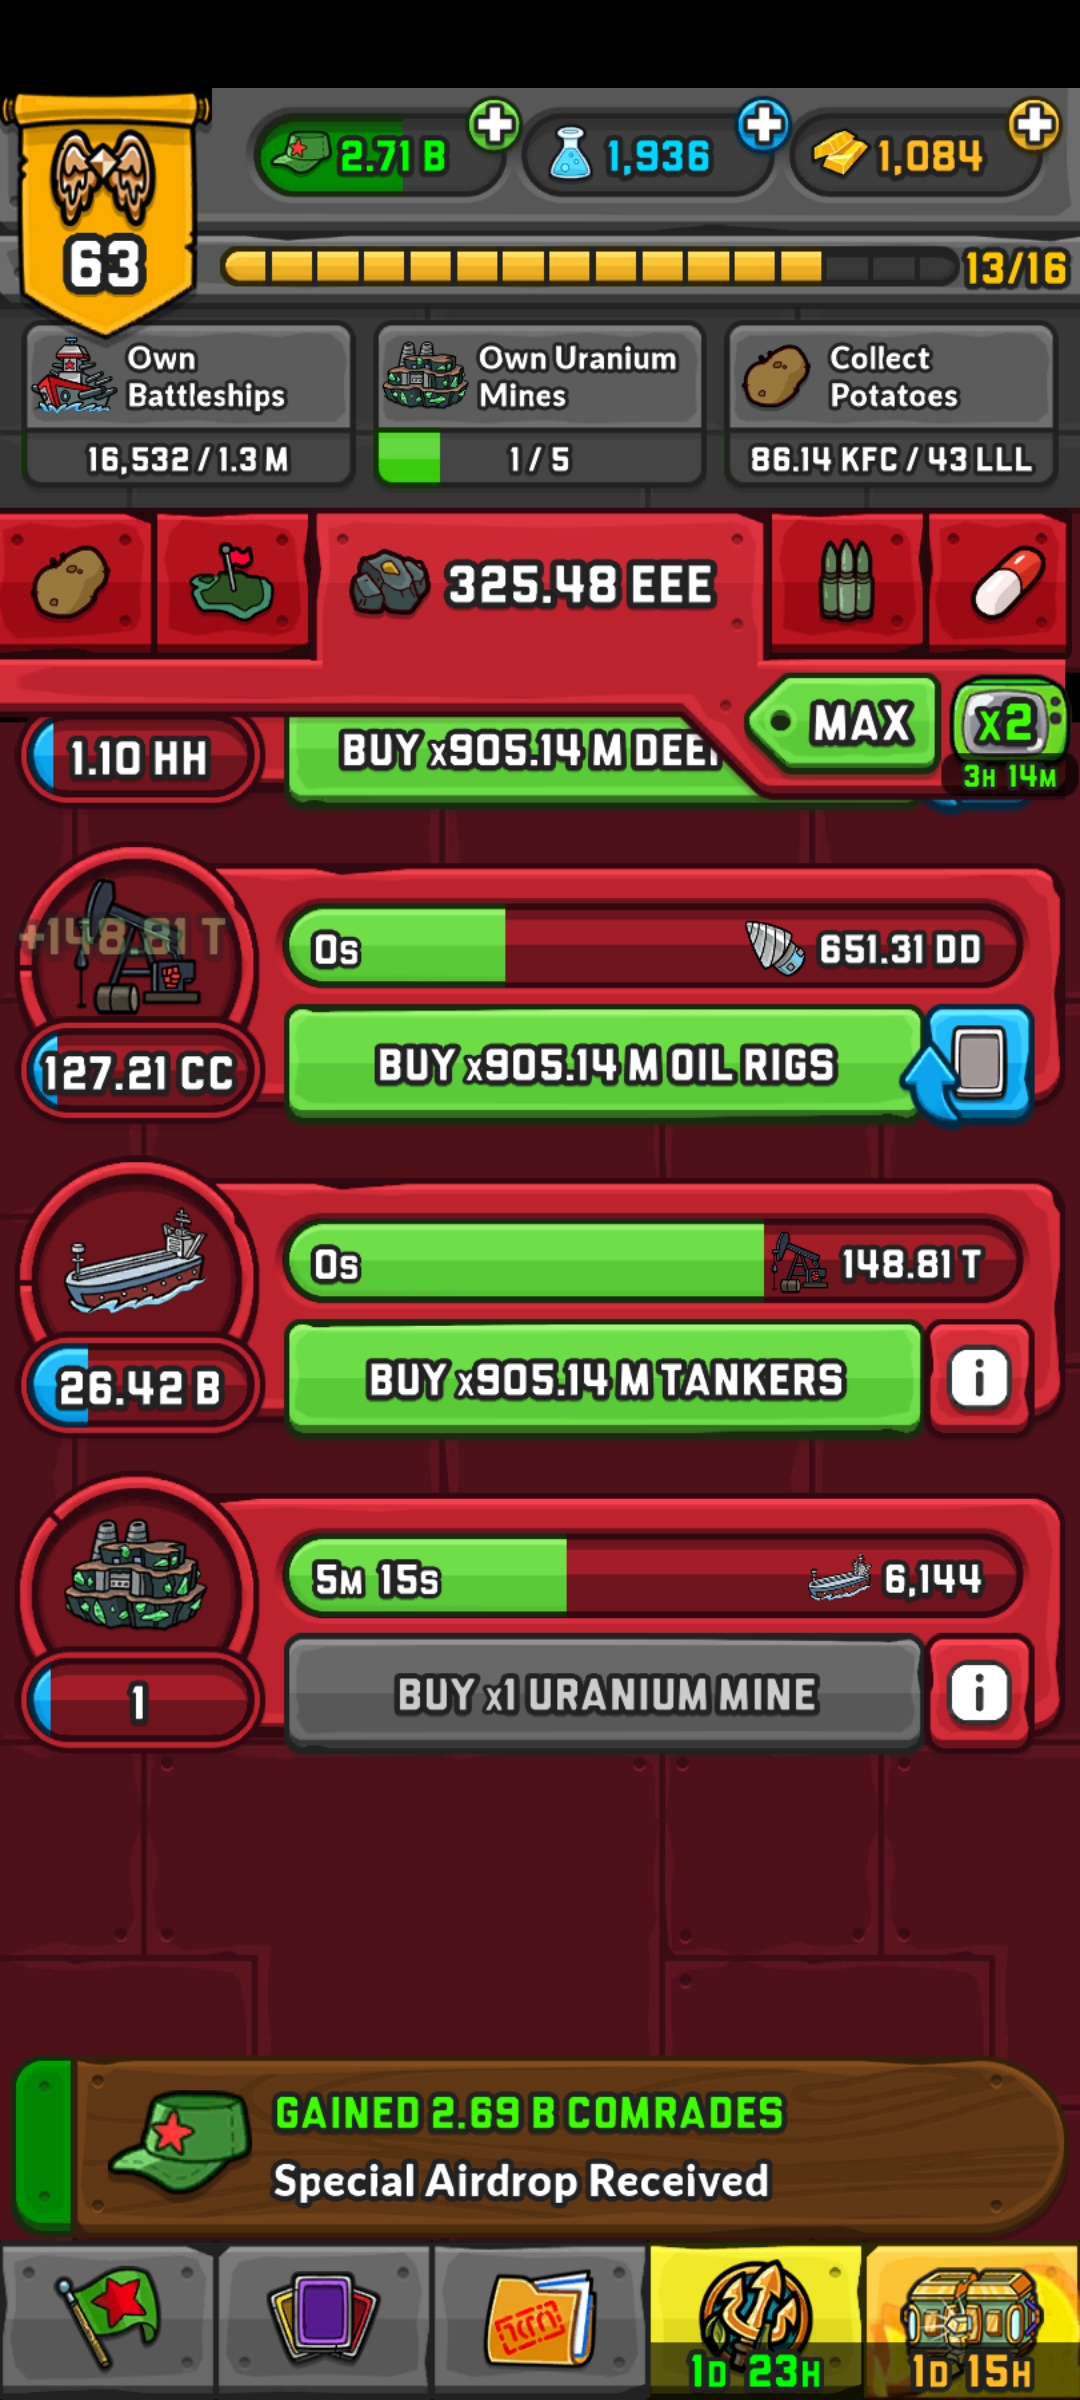 2.71 B
1,936
1,084
63
13/16
Own
Battleships
16,532 / 1.3 M
Own Uranium
Mines
1 / 5
Collect
Potatoes
86.14 KFC / 43 LLL
325.48 EEE
MAX
x2
3H 14M
1.10 HH
BUY x905.14 M
+148.81 T
0s
651.31 DD
127.21 CC
BUY x905.14 M OIL RIGS
0s
148.81 T
26.42 B
BUY x905.14 M TANKERS
i
5M 15s
6,144
1
BUY x1 URANIUM MINE
i
GAINED 2.69 B COMRADES
Special Airdrop Received
1D 23H
1D 15H